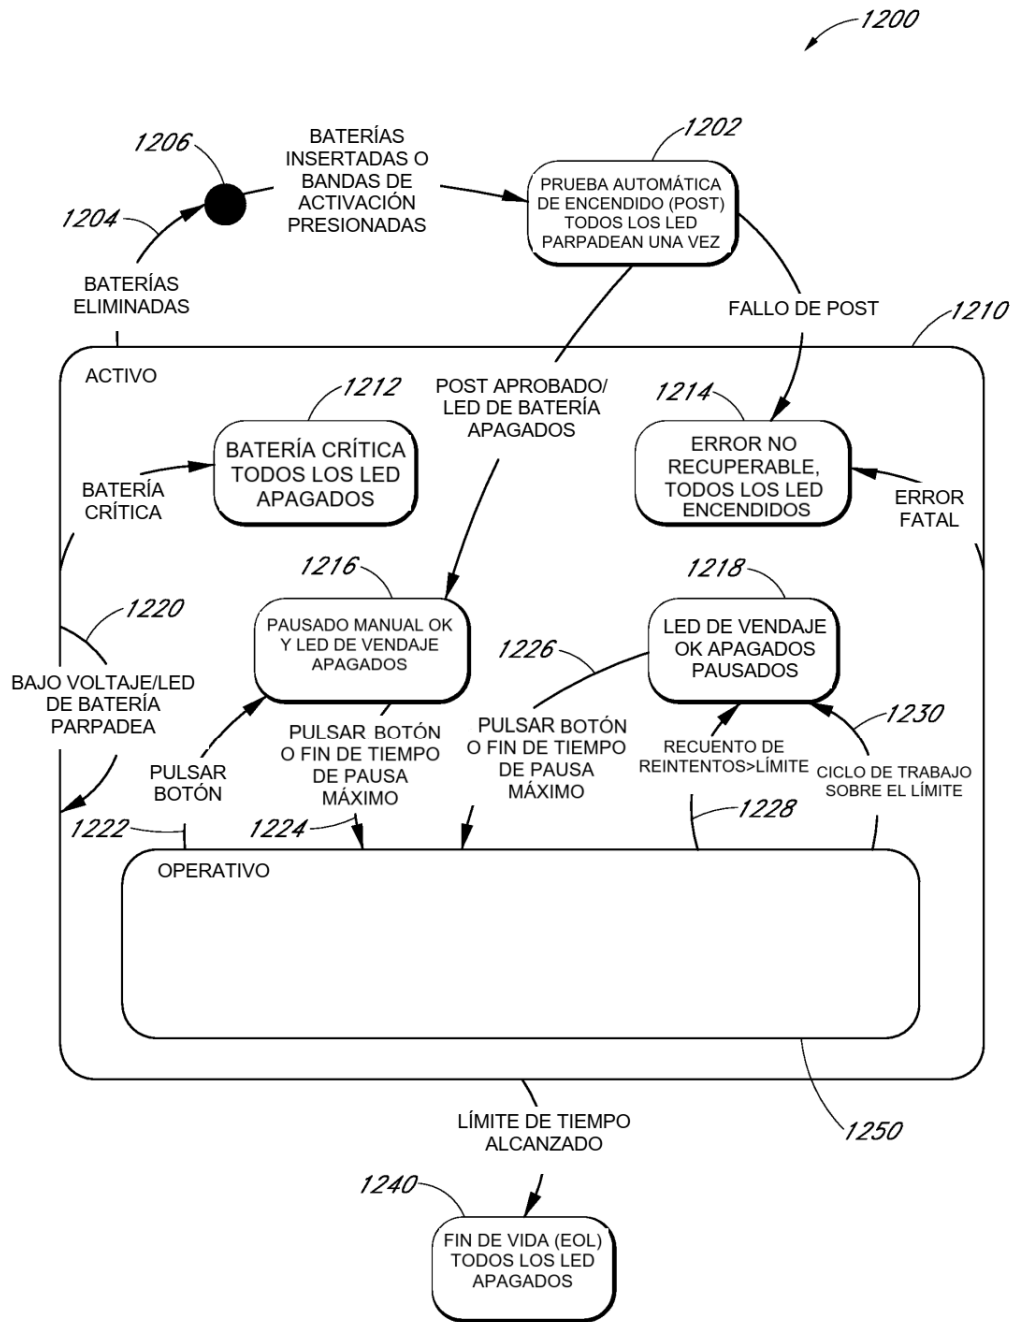 1200
1206
BATERÍAS
INSERTADAS O
BANDAS DE
ACTIVACIÓN
PRESIONADAS
1202
PRUEBA AUTOMÁTICA
DE ENCENDIDO (POST)
TODOS LOS LED
PARPADEAN UNA VEZ
1204
BATERÍAS
ELIMINADAS
FALLO DE POST
1210
ACTIVO
1212
BATERÍA CRÍTICA
TODOS LOS LED
APAGADOS
POST APROBADO/
LED DE BATERÍA
APAGADOS
1214
ERROR NO
RECUPERABLE,
TODOS LOS LED
ENCENDIDOS
BATERÍA
CRÍTICA
ERROR
FATAL
1216
PAUSADO MANUAL OK
Y LED DE VENDAJE
APAGADOS
1218
LED DE VENDAJE
OK APAGADOS
PAUSADOS
1220
BAJO VOLTAJE/LED
DE BATERÍA
PARPADEA
1226
1230
PULSAR
BOTÓN
1222
PULSAR BOTÓN
O FIN DE TIEMPO
DE PAUSA
MÁXIMO
1224
PULSAR BOTÓN
O FIN DE TIEMPO
DE PAUSA
MÁXIMO
RECUENTO DE
REINTENTOS>LÍMITE
1228
CICLO DE TRABAJO
SOBRE EL LÍMITE
OPERATIVO
1250
LÍMITE DE TIEMPO
ALCANZADO
1240
FIN DE VIDA (EOL)
TODOS LOS LED
APAGADOS